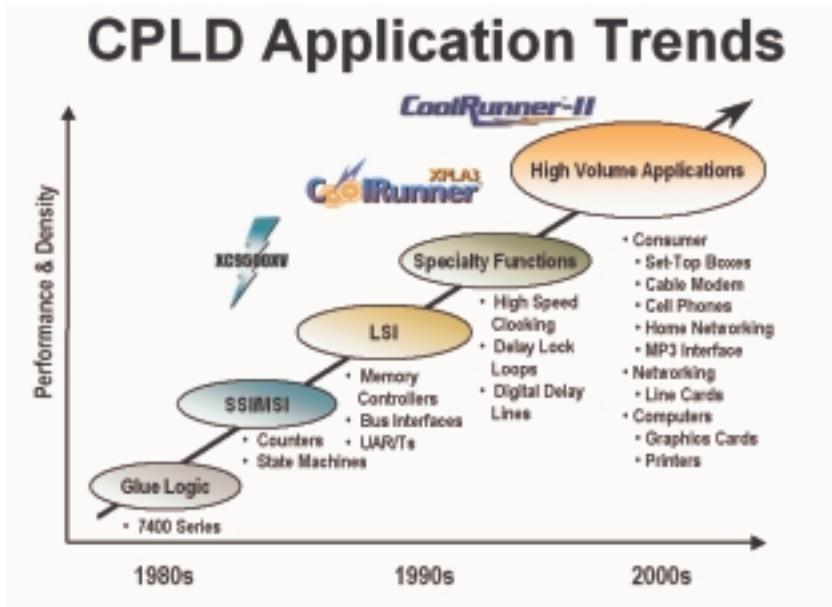 CPLD Application Trends
CoolRunner-II
High Volume Applications
XPLA3
CoolRunner
XC9500XV
Specialty Functions
• Consumer
• Set-Top Boxes
• Cable Modem
• Cell Phones
• Home Networking
• MP3 Interface
• Networking
• Line Cards
• Computers
• Graphics Cards
• Printers
• High Speed
Clocking
• Delay Lock
Loops
• Digital Delay
Lines
LSI
• Memory
Controllers
• Bus Interfaces
• UAR/Ts
SSI/MSI
• Counters
• State Machines
Glue Logic
• 7400 Series
Performance & Density
1980s
1990s
2000s